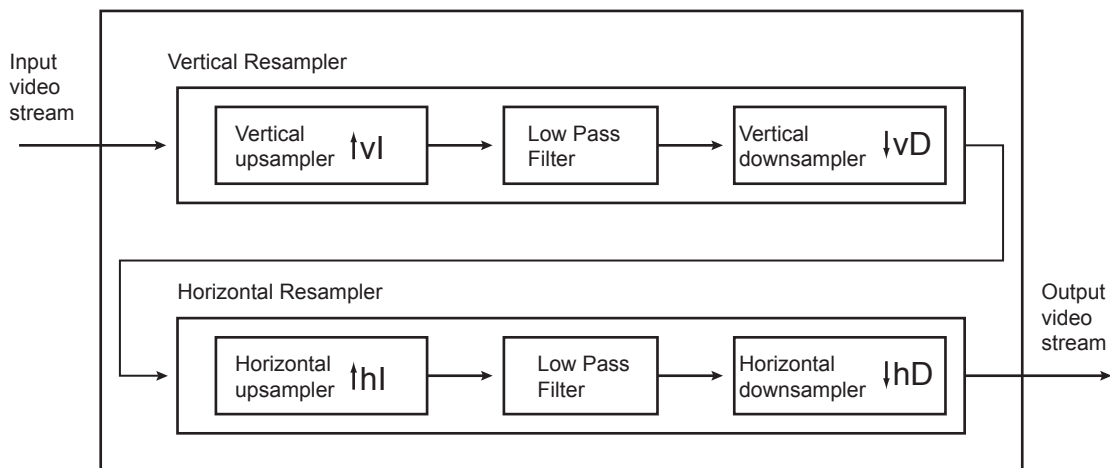 Input
video
stream
Vertical Resampler
Vertical
upsampler ↑vI
Low Pass
Filter
Vertical
downsampler ↓vD
Horizontal Resampler
Horizontal
upsampler ↑hI
Low Pass
Filter
Horizontal
downsampler ↓hD
Output
video
stream